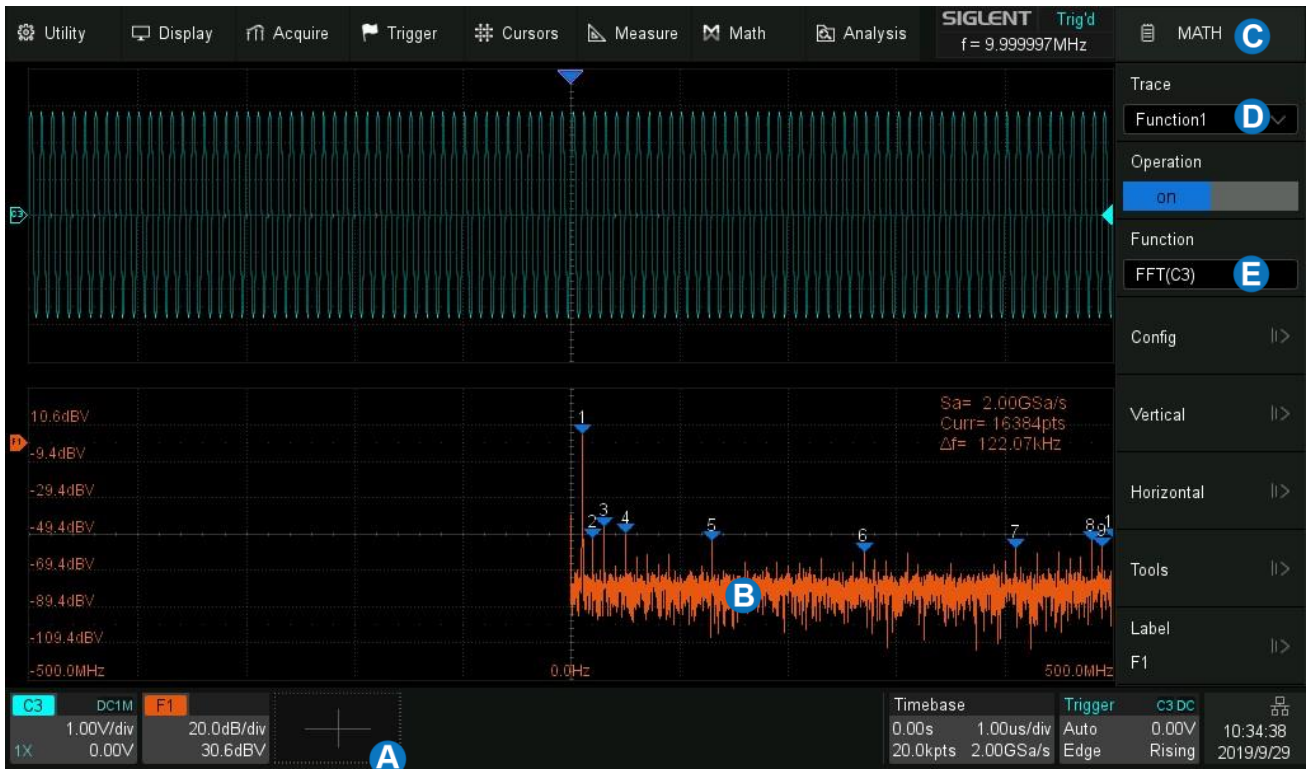 Utility Display Acquire Trigger Cursors Measure Math Analysis
SIGLENT Trig'd
f = 9.999997MHz
MATH C
Trace
Function1 D
Operation
on
Function
FFT(C3) E
Config
Vertical
Horizontal
Tools
Label
F1
C3
10.6dBV
F1
-9.4dBV
-29.4dBV
-49.4dBV
-69.4dBV
-89.4dBV
-109.4dBV
-500.0MHz 0.0Hz 500.0MHz
Sa= 2.00GSa/s
Curr= 16384pts
Δf= 122.07kHz
1
2 3 4 5 6 7 8 9 1
B
C3 DC1M
1.00V/div
1X 0.00V
F1
20.0dB/div
30.6dBV
A
Timebase
0.00s 1.00us/div
20.0kpts 2.00GSa/s
Trigger C3 DC
Auto 0.00V
Edge Rising
10:34:38
2019/9/29